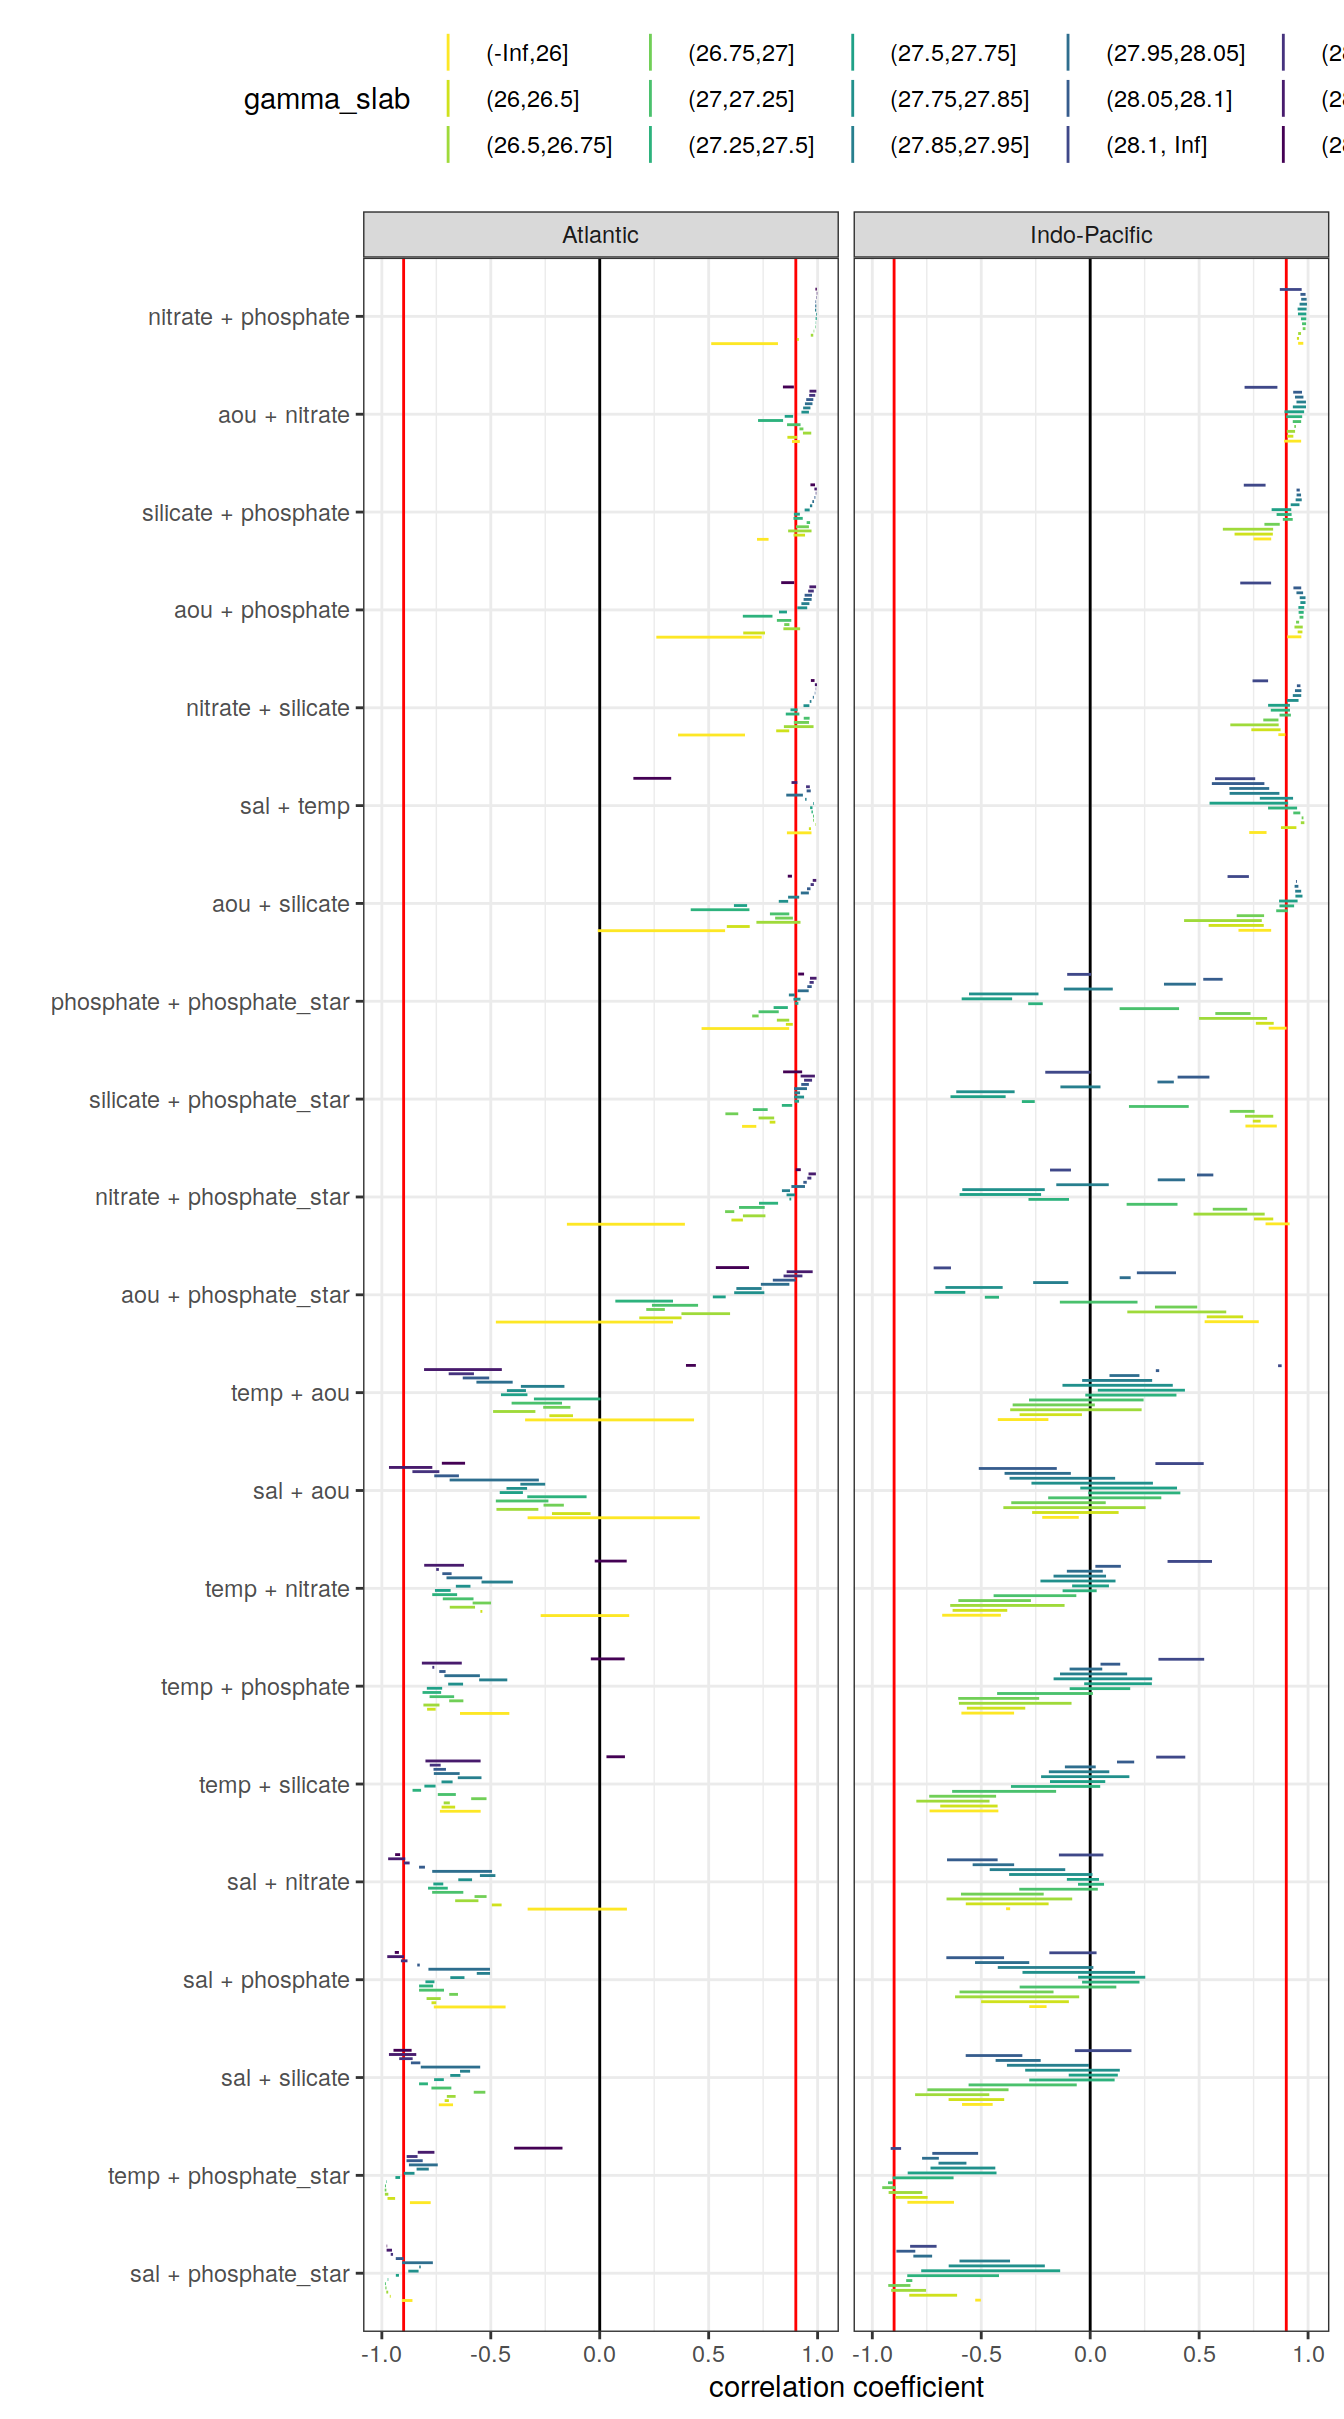 gamma_slab
(-Inf,26] (26.75,27] (27.5,27.75] (27.95,28.05]
(26,26.5] (27,27.25] (27.75,27.85] (28.05,28.1]
(26.5,26.75] (27.25,27.5] (27.85,27.95] (28.1, Inf]
Atlantic Indo-Pacific
nitrate + phosphate
aou + nitrate
silicate + phosphate
aou + phosphate
nitrate + silicate
sal + temp
aou + silicate
phosphate + phosphate_star
silicate + phosphate_star
nitrate + phosphate_star
aou + phosphate_star
temp + aou
sal + aou
temp + nitrate
temp + phosphate
temp + silicate
sal + nitrate
sal + phosphate
sal + silicate
temp + phosphate_star
sal + phosphate_star
-1.0 -0.5 0.0 0.5 1.0 -1.0 -0.5 0.0 0.5 1.0
correlation coefficient